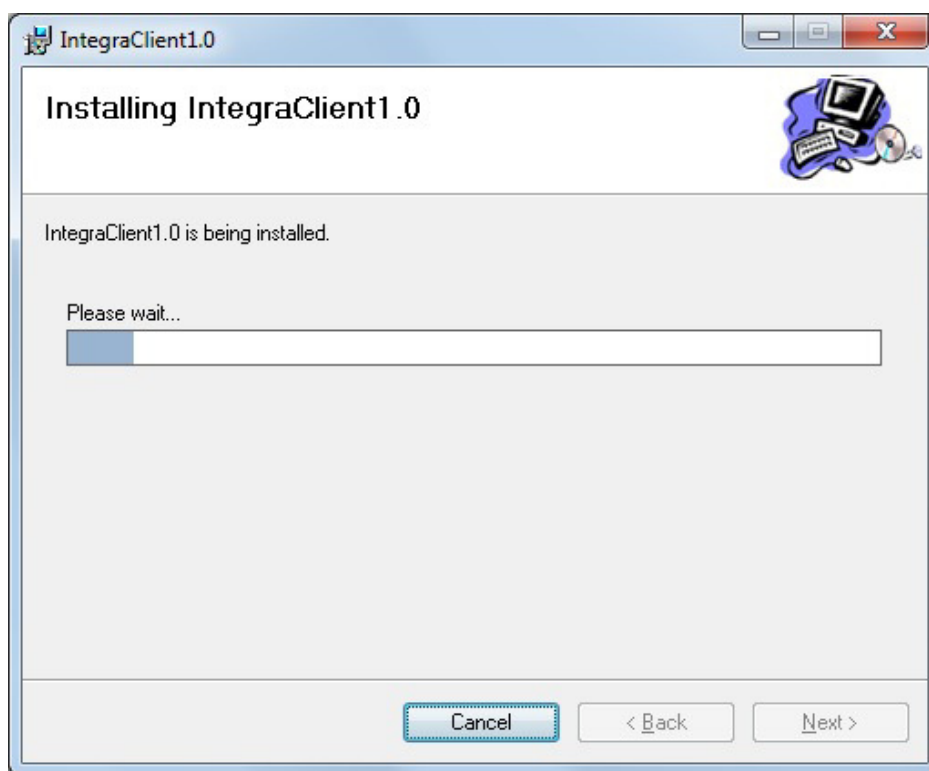 IntegraClient1.0
Installing IntegraClient1.0
IntegraClient1.0 is being installed.
Please wait...
Cancel
< Back
Next >